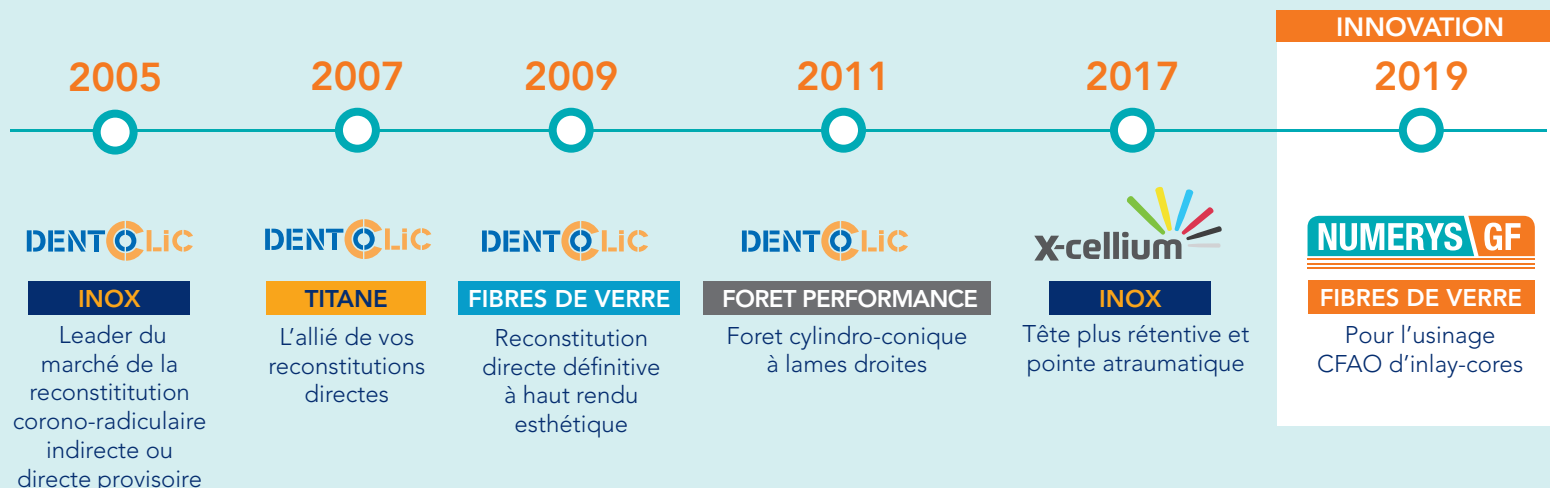 INNOVATION
2005
2007
2009
2011
2017
2019
DENTOCLIC
INOX
Leader du
marché de la
reconstititution
corono-radiculaire
indirecte ou
directe provisoire
DENTOCLIC
TITANE
L'allié de vos
reconstitutions
directes
DENTOCLIC
FIBRES DE VERRE
Reconstitution
directe définitive
à haut rendu
esthétique
DENTOCLIC
FORET PERFORMANCE
Foret cylindro-conique
à lames droites
X-cellium
INOX
Tête plus rétentive et
pointe atraumatique
NUMERYS GF
FIBRES DE VERRE
Pour l'usinage
CFAO d'inlay-cores